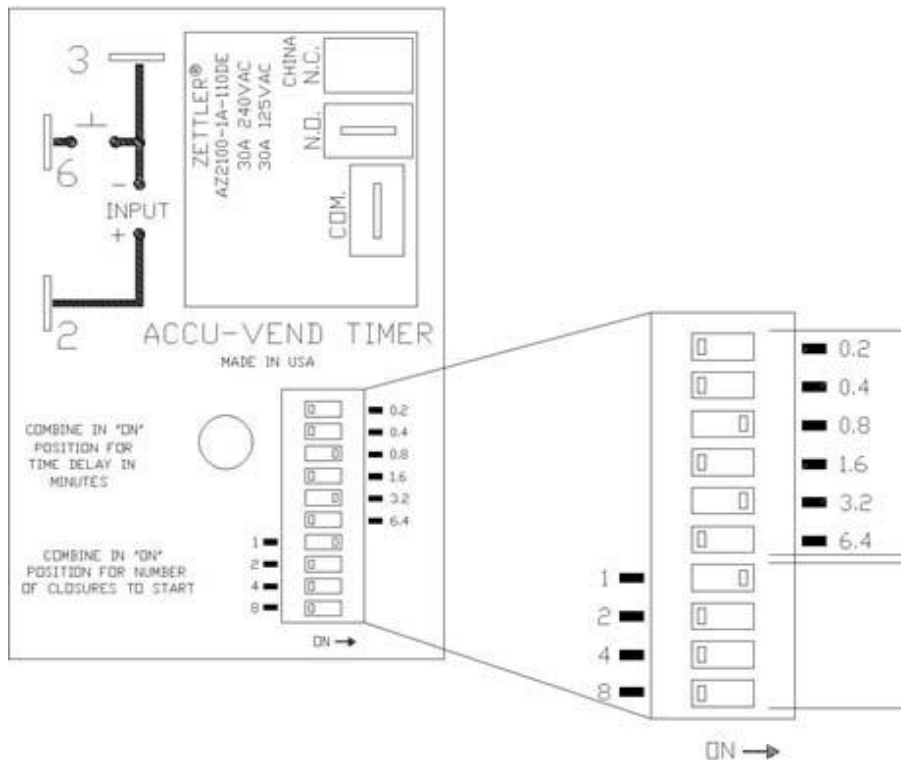 3
6
-
INPUT
+
2
ZETTLER®
AZ2100-1A-110DE
30A 240VAC
30A 125VAC
CHINA
N.C.
N.O.
COM.
ACCU-VEND TIMER
MADE IN USA
COMBINE IN "ON"
POSITION FOR
TIME DELAY IN
MINUTES
0.2
0.4
0.8
1.6
3.2
6.4
COMBINE IN "ON"
POSITION FOR NUMBER
OF CLOSURES TO START
1
2
4
8
ON
0.2
0.4
0.8
1.6
3.2
6.4
1
2
4
8
ON